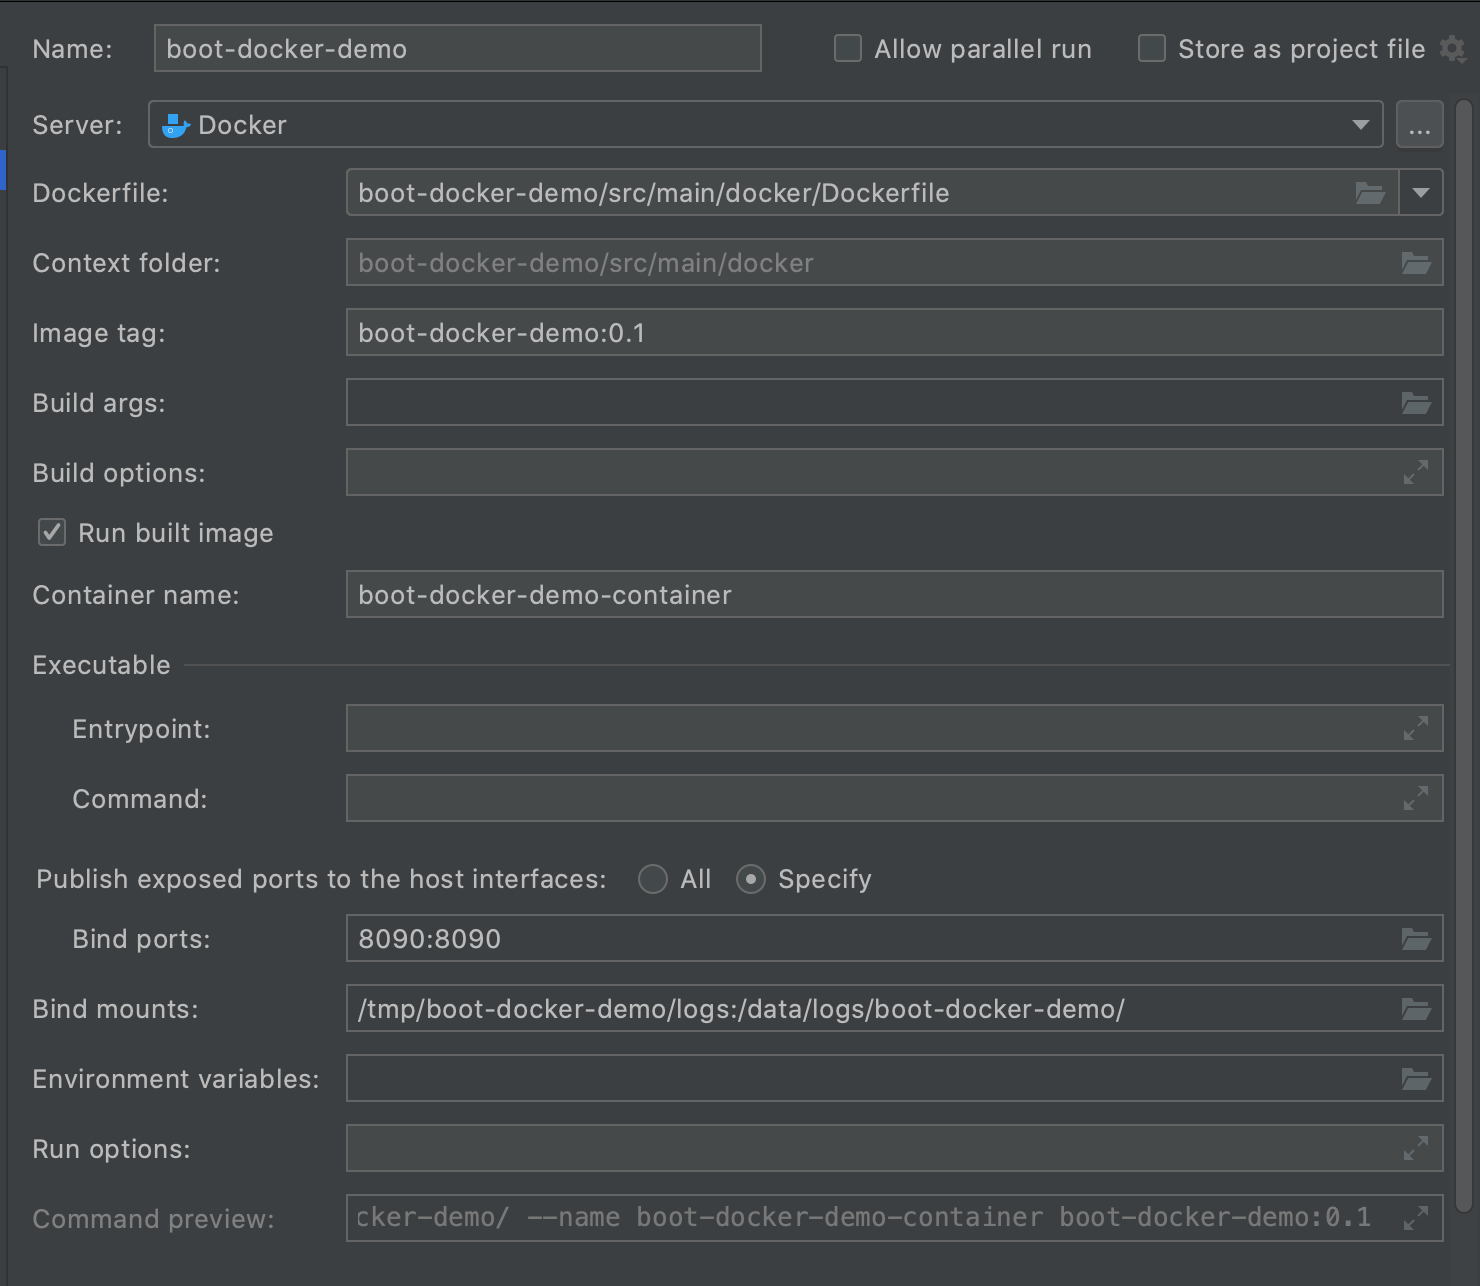 Name: boot-docker-demo Allow parallel run Store as project file
Server: Docker ...
Dockerfile: boot-docker-demo/src/main/docker/Dockerfile
Context folder: boot-docker-demo/src/main/docker
Image tag: boot-docker-demo:0.1
Build args:
Build options:
Run built image
Container name: boot-docker-demo-container
Executable
Entrypoint:
Command:
Publish exposed ports to the host interfaces: All Specify
Bind ports: 8090:8090
Bind mounts: /tmp/boot-docker-demo/logs:/data/logs/boot-docker-demo/
Environment variables:
Run options:
Command preview: cker-demo/ --name boot-docker-demo-container boot-docker-demo:0.1